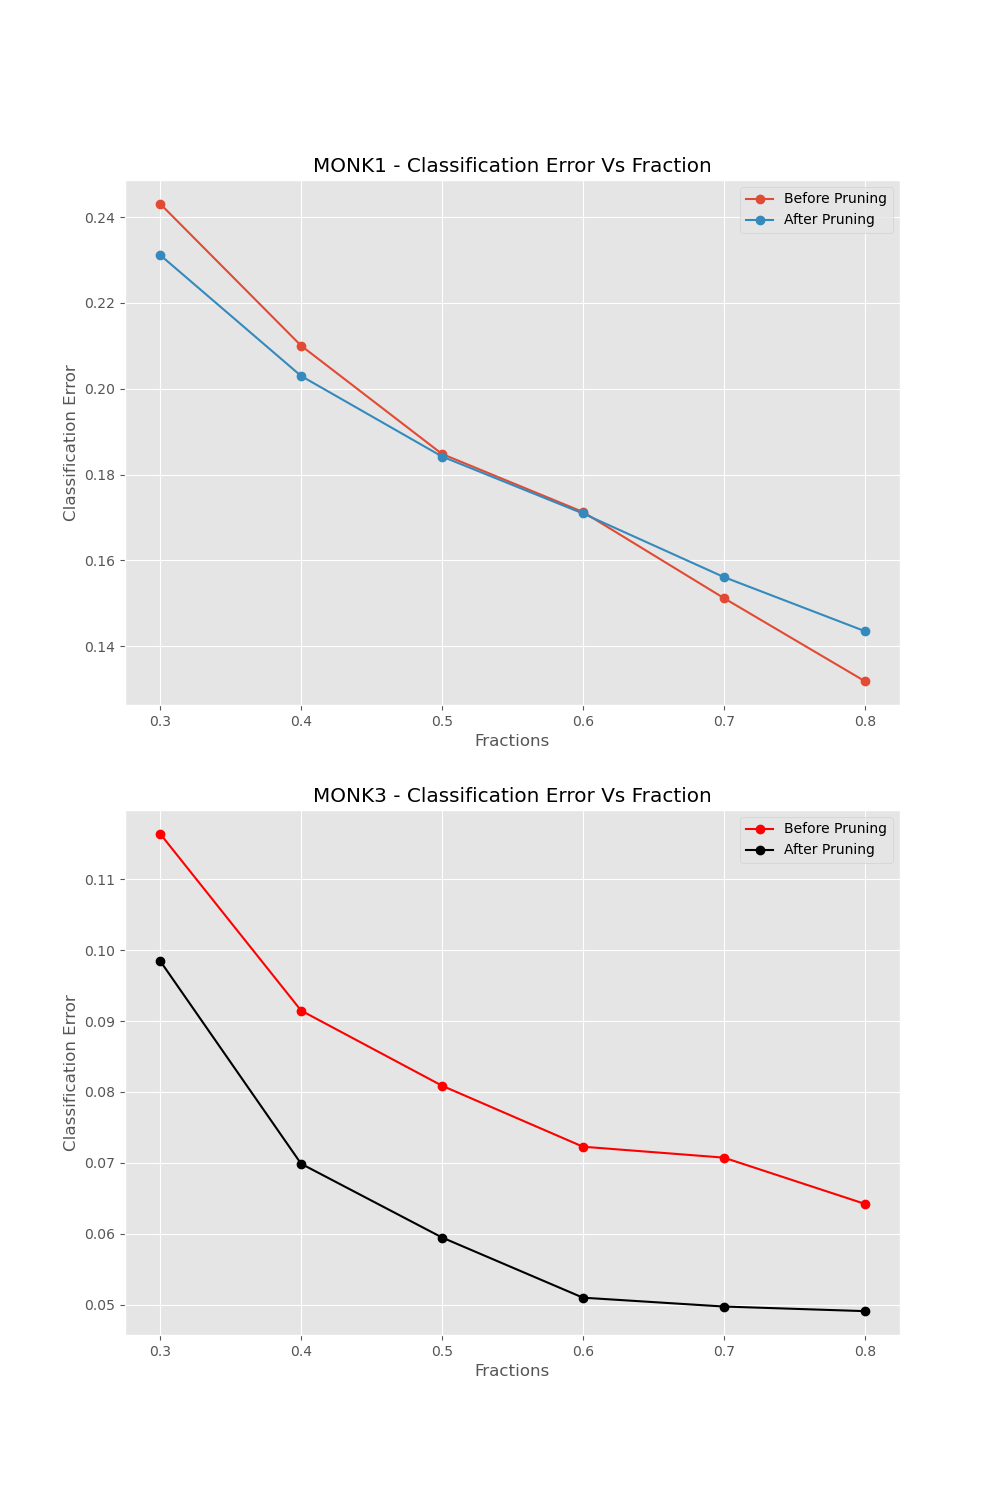 MONK1 - Classification Error Vs Fraction
Before Pruning
After Pruning
0.24
0.22
0.20
0.18
0.16
0.14
Classification Error
0.3 0.4 0.5 0.6 0.7 0.8
Fractions
MONK3 - Classification Error Vs Fraction
Before Pruning
After Pruning
0.11
0.10
0.09
0.08
0.07
0.06
0.05
Classification Error
0.3 0.4 0.5 0.6 0.7 0.8
Fractions